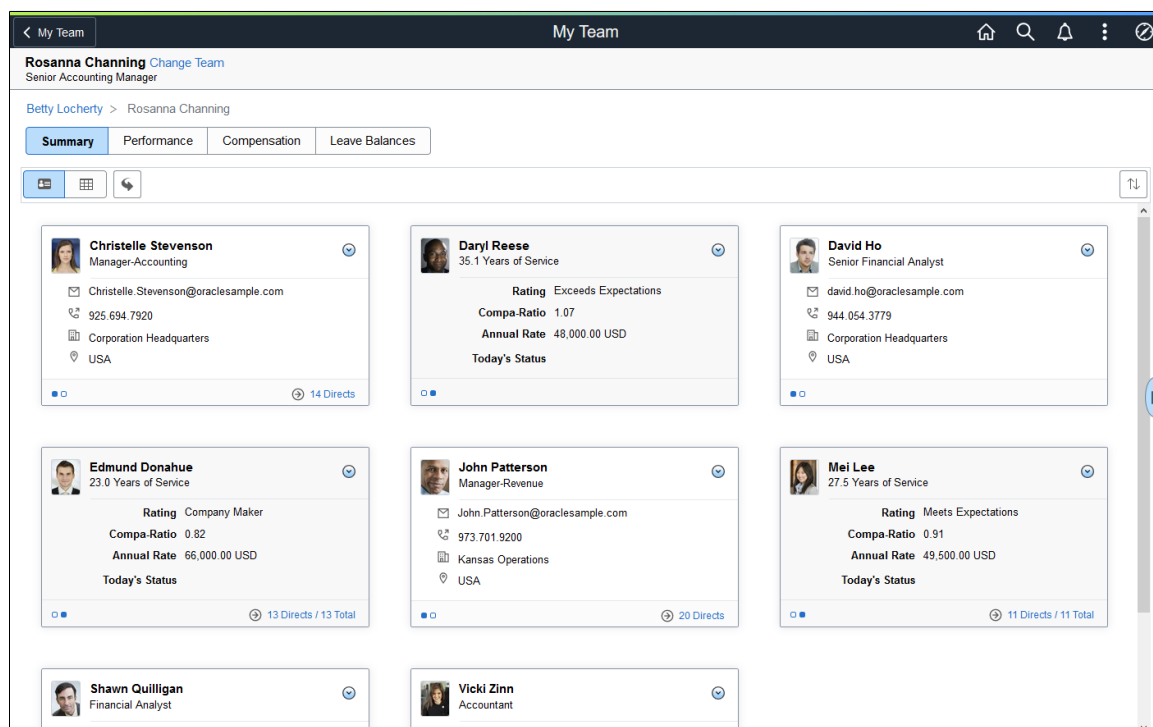 My Team
My Team
Rosanna Channing Change Team
Senior Accounting Manager
Betty Locherty > Rosanna Channing
Summary Performance Compensation Leave Balances
Christelle Stevenson
Manager-Accounting
Christelle.Stevenson@oraclesample.com
925.694.7920
Corporation Headquarters
USA
14 Directs
Daryl Reese
35.1 Years of Service
Rating Exceeds Expectations
Compa-Ratio 1.07
Annual Rate 48,000.00 USD
Today's Status
David Ho
Senior Financial Analyst
david.ho@oraclesample.com
944.054.3779
Corporation Headquarters
USA
Edmund Donahue
23.0 Years of Service
Rating Company Maker
Compa-Ratio 0.82
Annual Rate 66,000.00 USD
Today's Status
13 Directs / 13 Total
John Patterson
Manager-Revenue
John.Patterson@oraclesample.com
973.701.9200
Kansas Operations
USA
20 Directs
Mei Lee
27.5 Years of Service
Rating Meets Expectations
Compa-Ratio 0.91
Annual Rate 49,500.00 USD
Today's Status
11 Directs / 11 Total
Shawn Quilligan
Financial Analyst
Vicki Zinn
Accountant